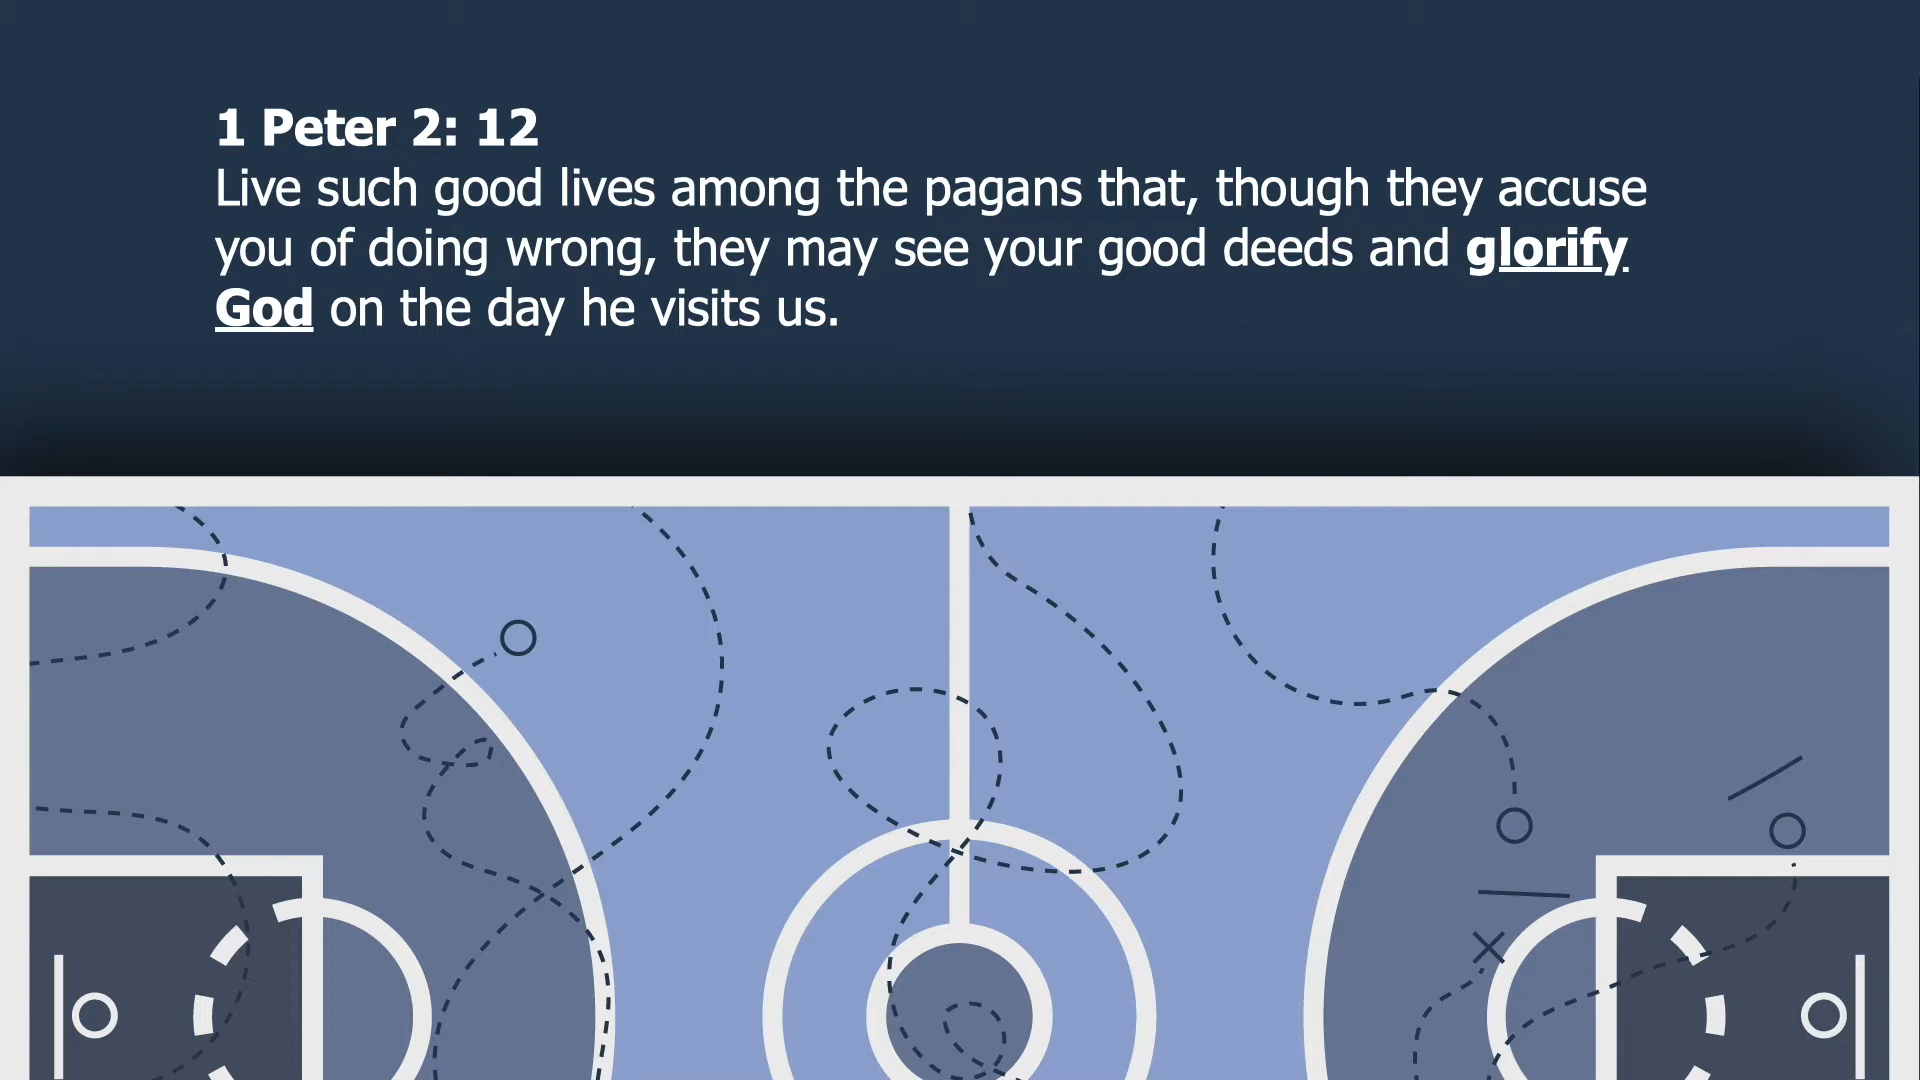 1 Peter 2: 12
Live such good lives among the pagans that, though they accuse
you of doing wrong, they may see your good deeds and glorify
God on the day he visits us.